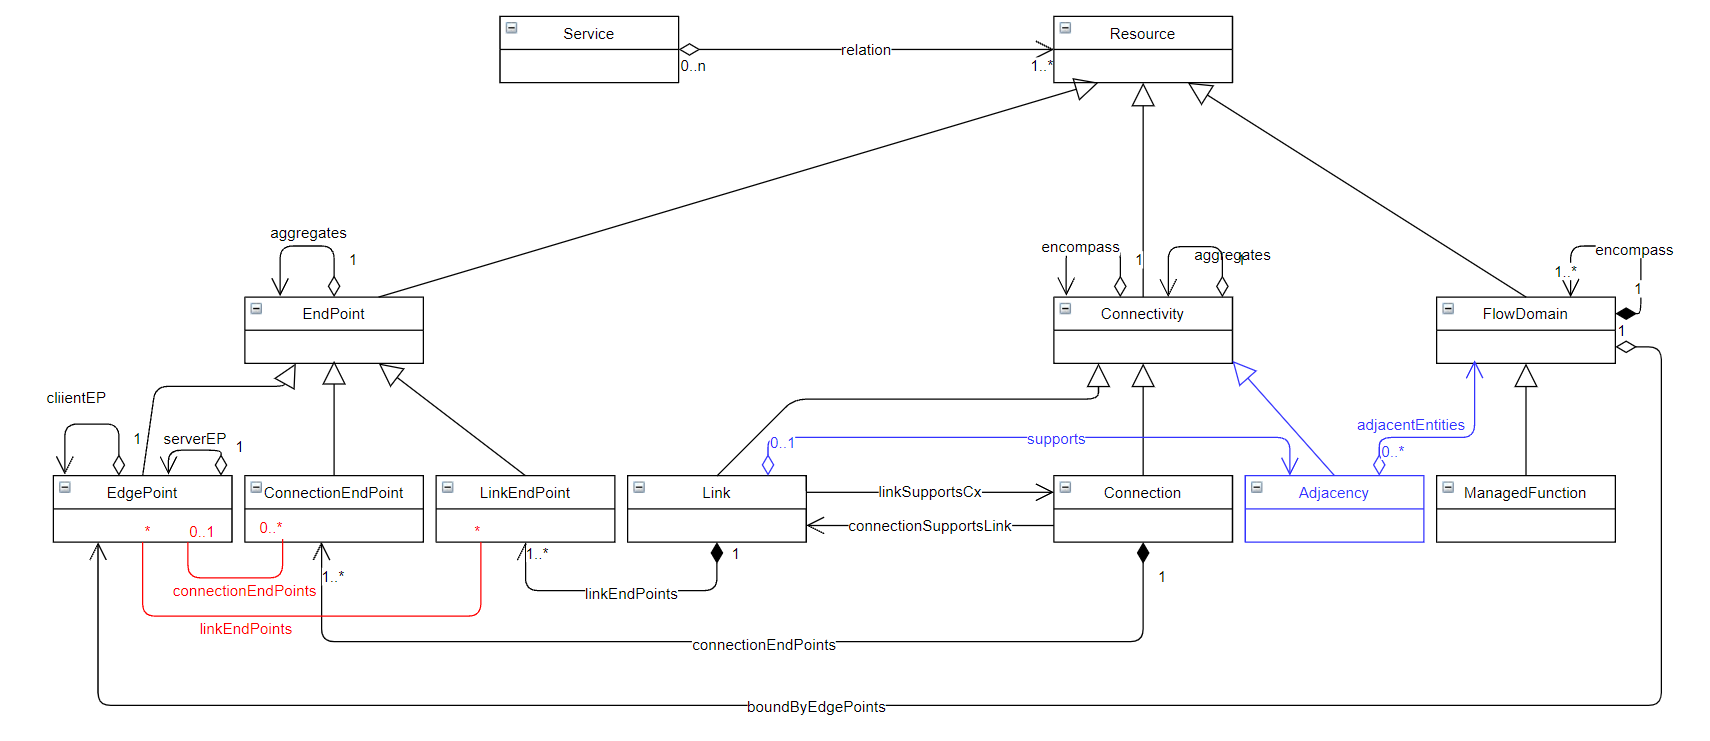 Service
Resource
relation
0..n
1..*
aggregates
1
encompass
1
aggregates
1
encompass
1..*
1
EndPoint
Connectivity
FlowDomain
1
cliientEP
1
serverEP
1
0..1
supports
adjacentEntities
0..*
EdgePoint
ConnectionEndPoint
LinkEndPoint
Link
linkSupportsCx
Connection
Adjacency
ManagedFunction
*
0..1
0..*
*
connectionSupportsLink
1..*
1
1..*
1
connectionEndPoints
linkEndPoints
linkEndPoints
connectionEndPoints
boundByEdgePoints